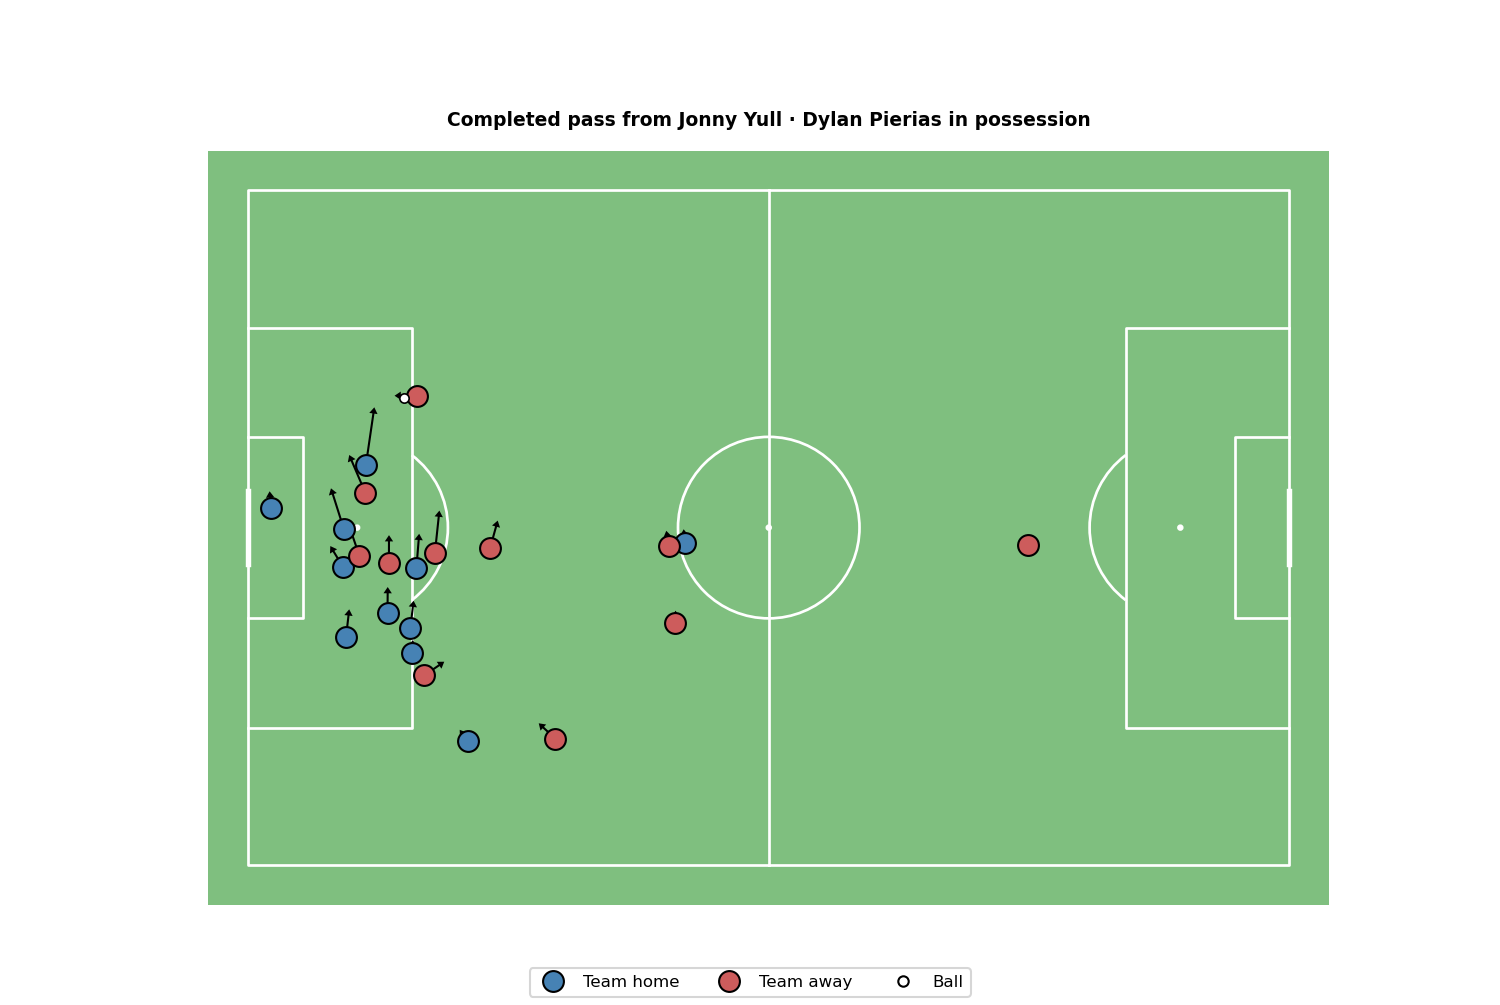 Completed pass from Jonny Yull · Dylan Pierias in possession
Team home Team away Ball